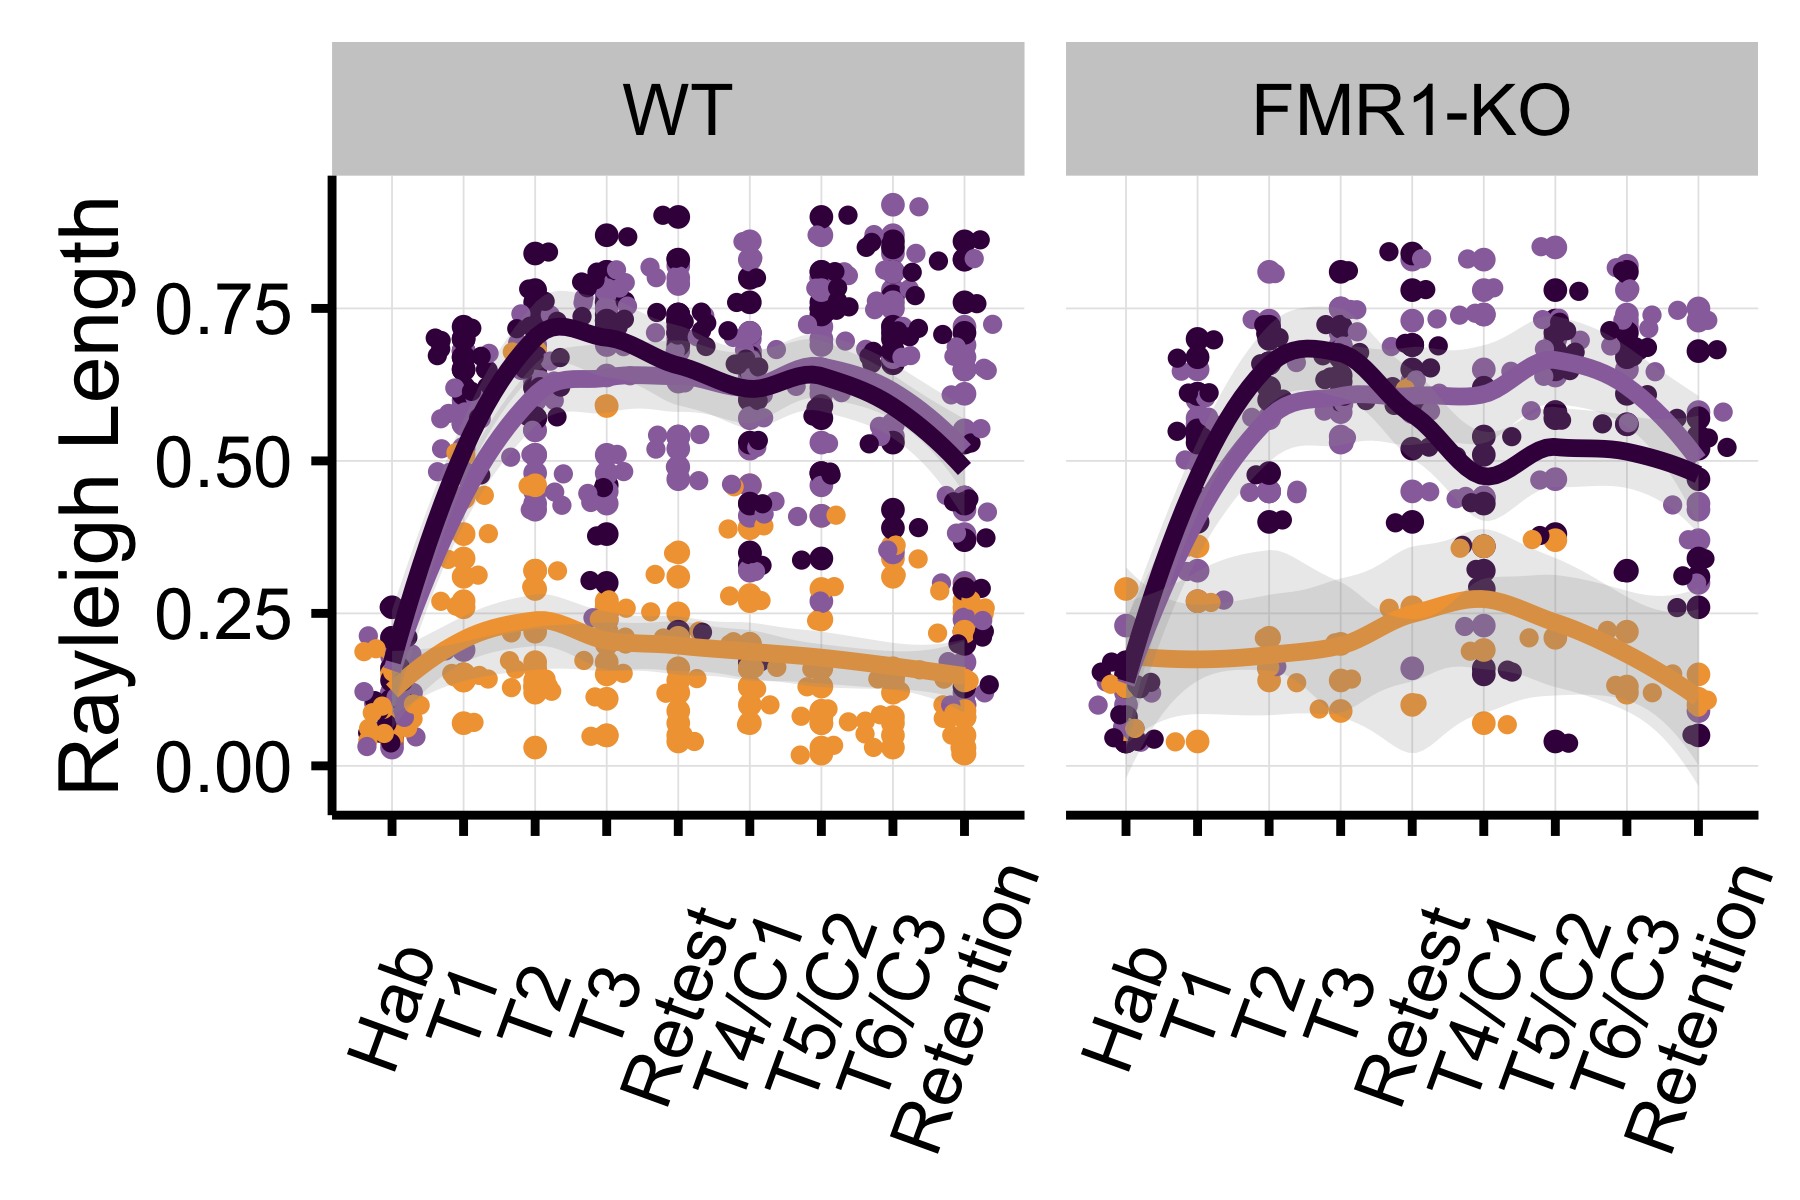 WT
FMR1-KO
Rayleigh Length
0.75
0.50
0.25
0.00
Hab
T1
T2
T3
Retest
T4/C1
T5/C2
T6/C3
Retention
Hab
T1
T2
T3
Retest
T4/C1
T5/C2
T6/C3
Retention